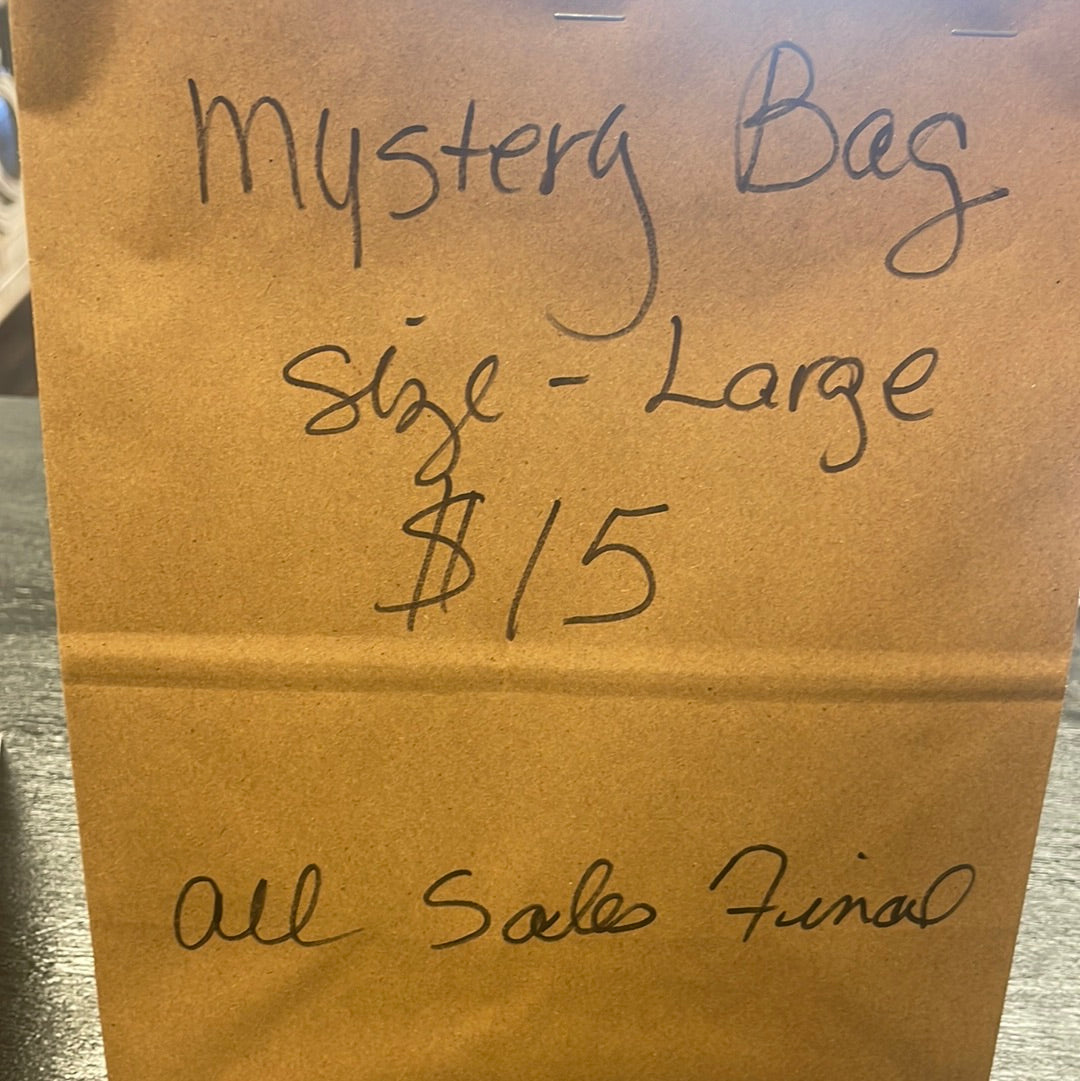 Mystery Bag
Size - Large
$15
All Sales Final